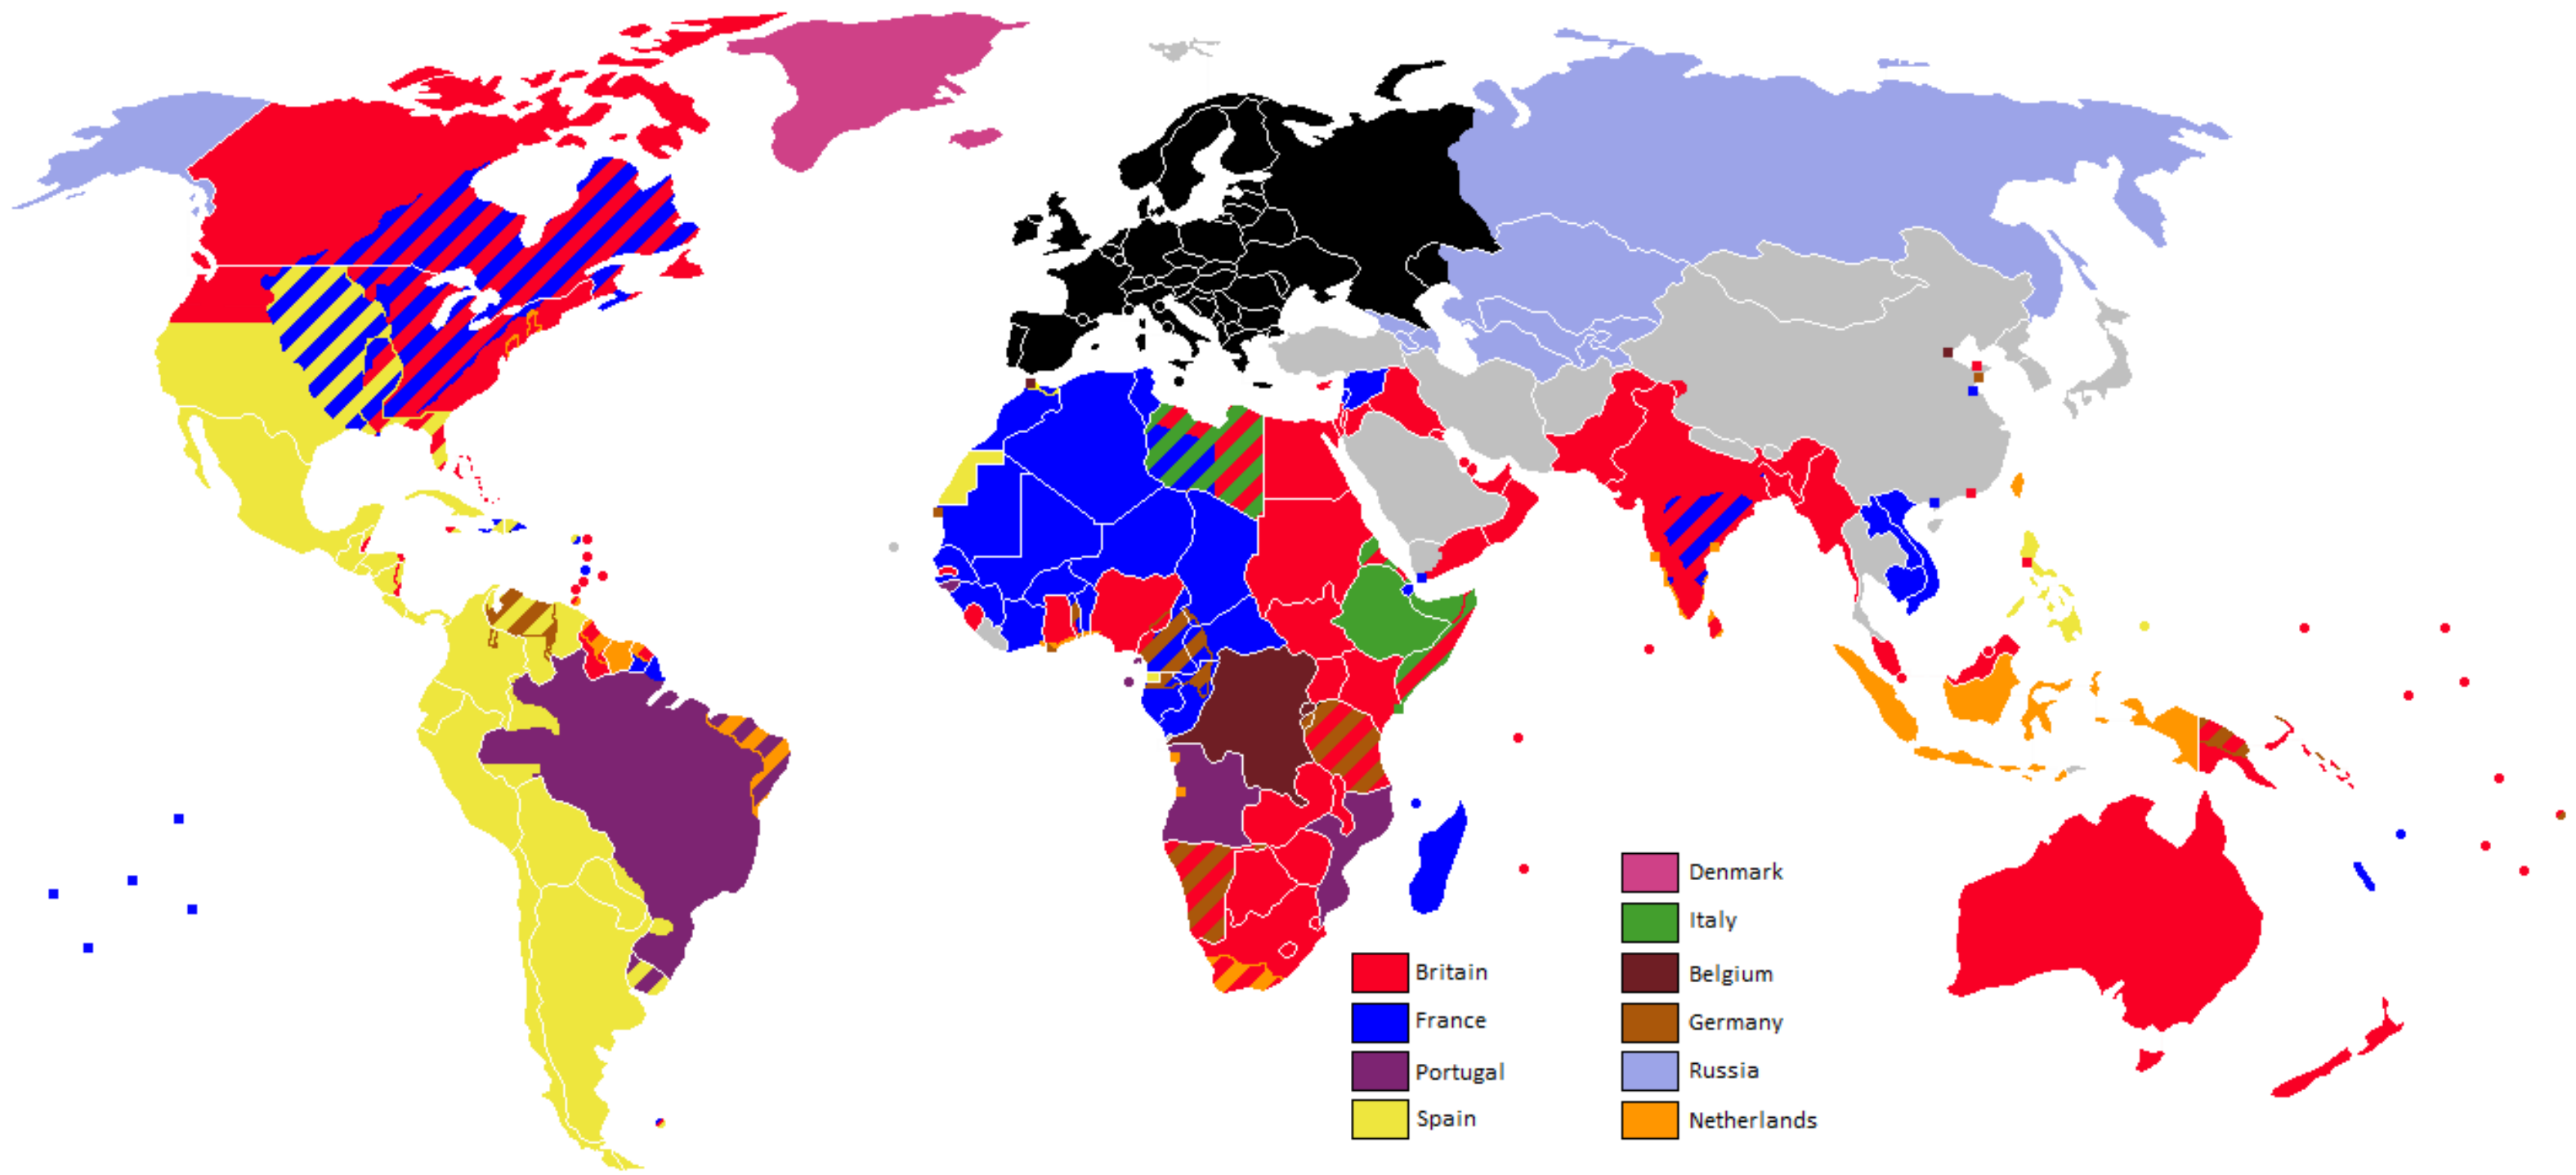 Denmark
Italy
Britain
Belgium
France
Germany
Portugal
Russia
Spain
Netherlands